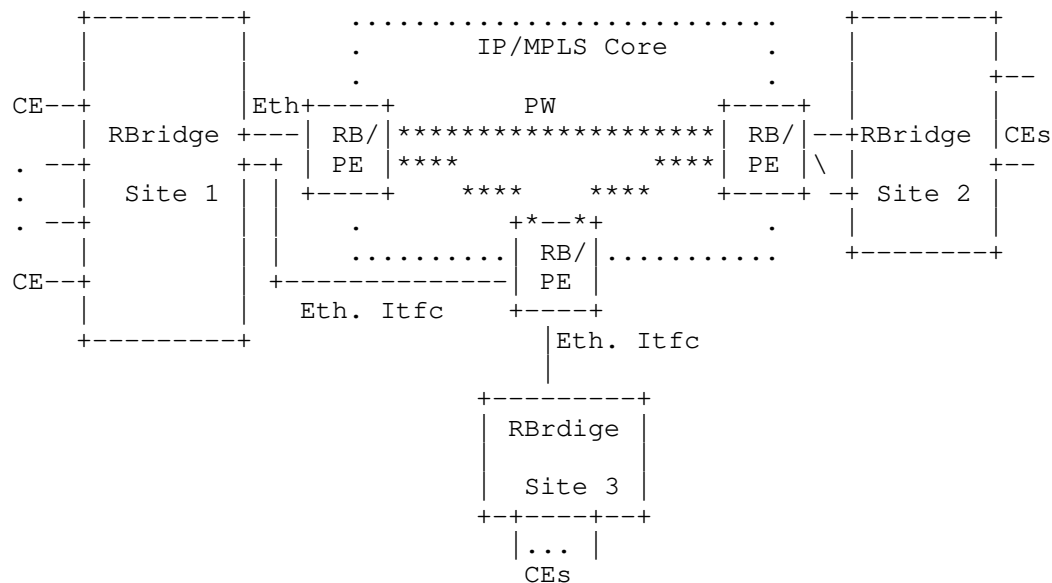 IP/MPLS Core
CE Eth PW
RBridge RB/ RB/ RBridge CEs
PE PE
Site 1 Site 2
RB/
CE PE
Eth. Itfc
Eth. Itfc
RBrdige
Site 3
...
CEs